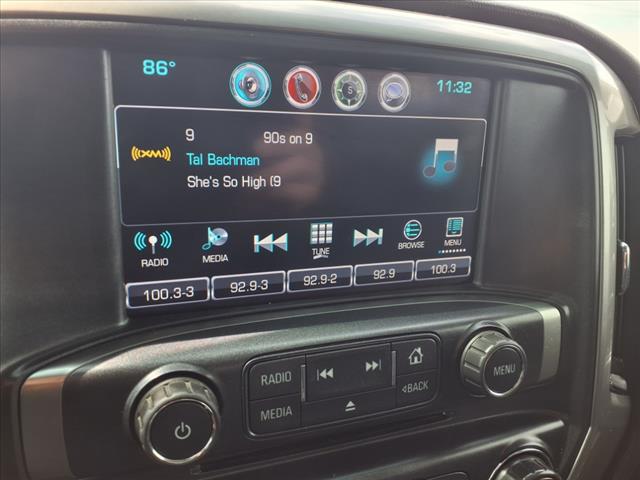 86°
S
11:32
9 90s on 9
((XM))
Tal Bachman
She's So High (9
RADIO
MEDIA
TUNE
BROWSE
MENU
100.3-3
92.9-3
92.9-2
92.9
100.3
RADIO
MEDIA
BACK
MENU